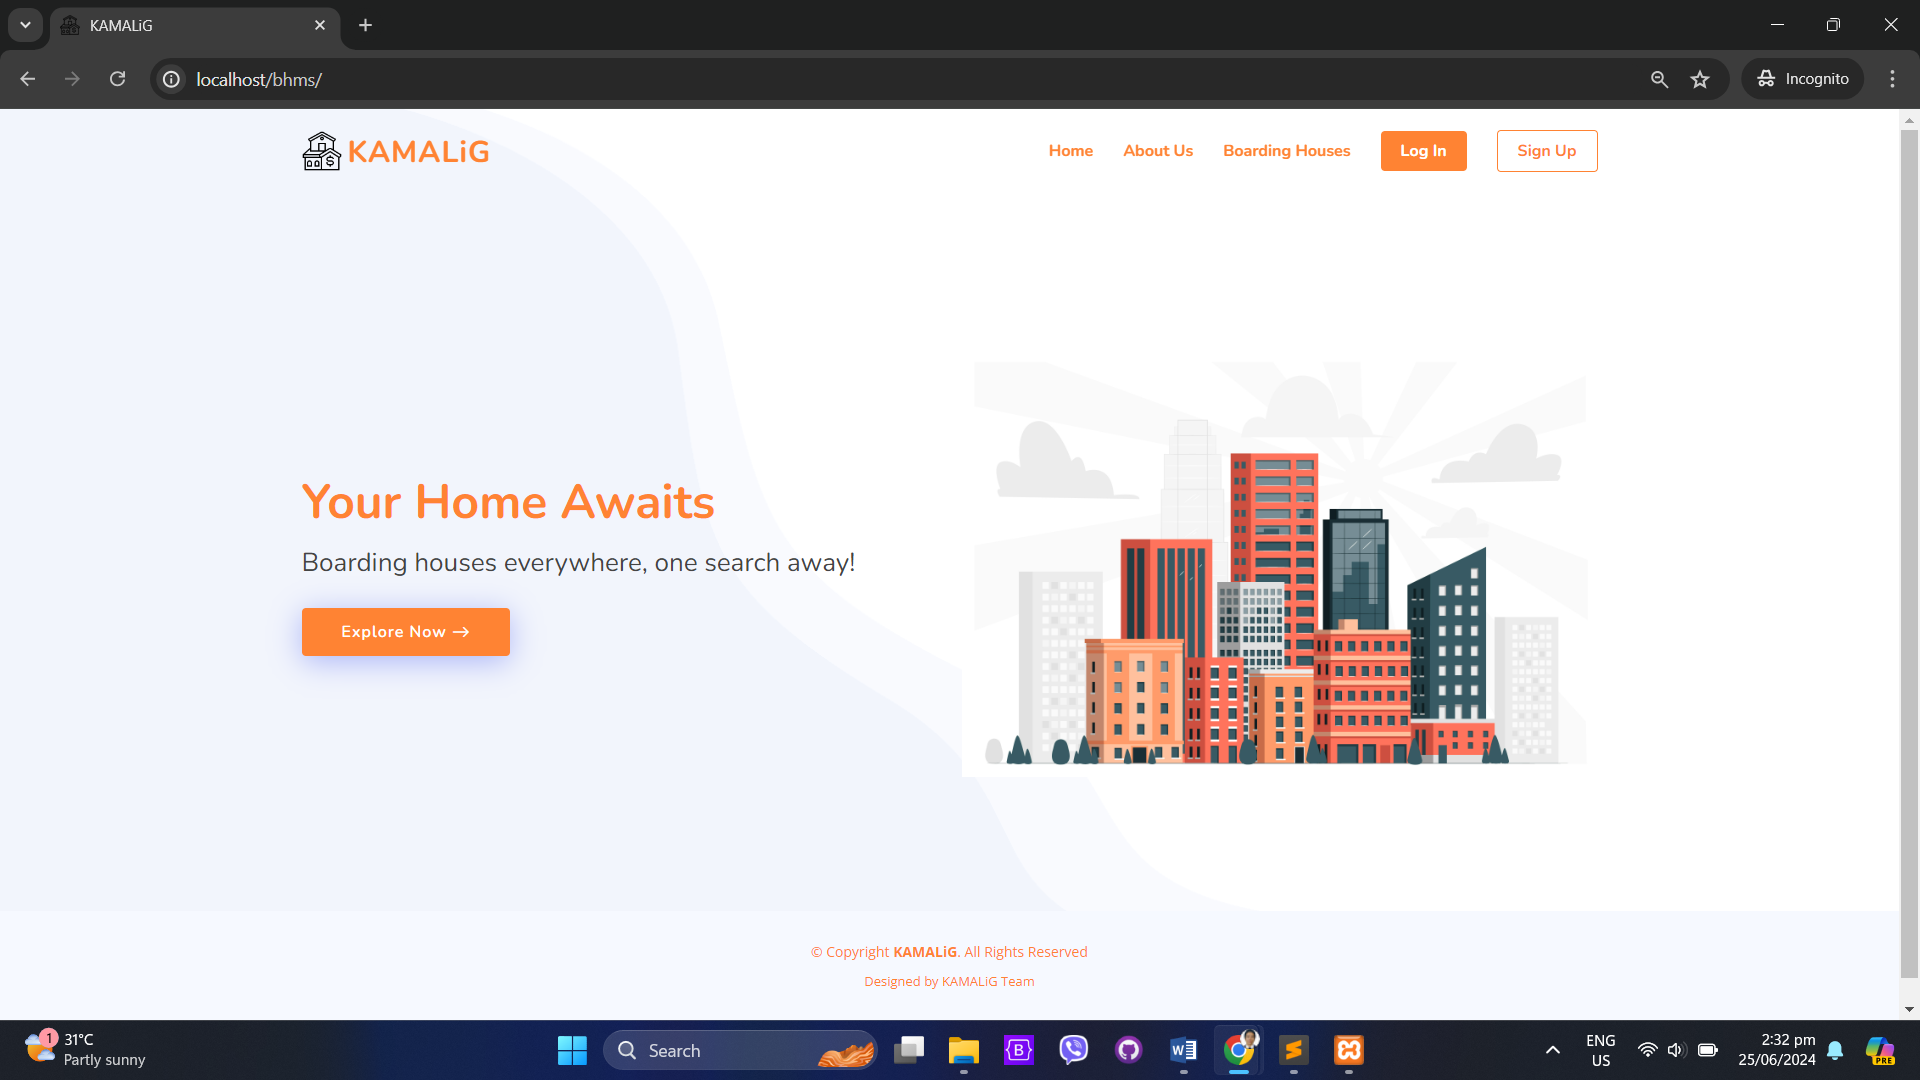 KAMALiG
localhost/bhms/
Incognito
KAMALiG
Home
About Us
Boarding Houses
Log In
Sign Up
Your Home Awaits
Boarding houses everywhere, one search away!
Explore Now →
© Copyright KAMALiG. All Rights Reserved
Designed by KAMALiG Team
1
31°C
Partly sunny
Search
B
W
PRE
ENG
US
2:32 pm
25/06/2024